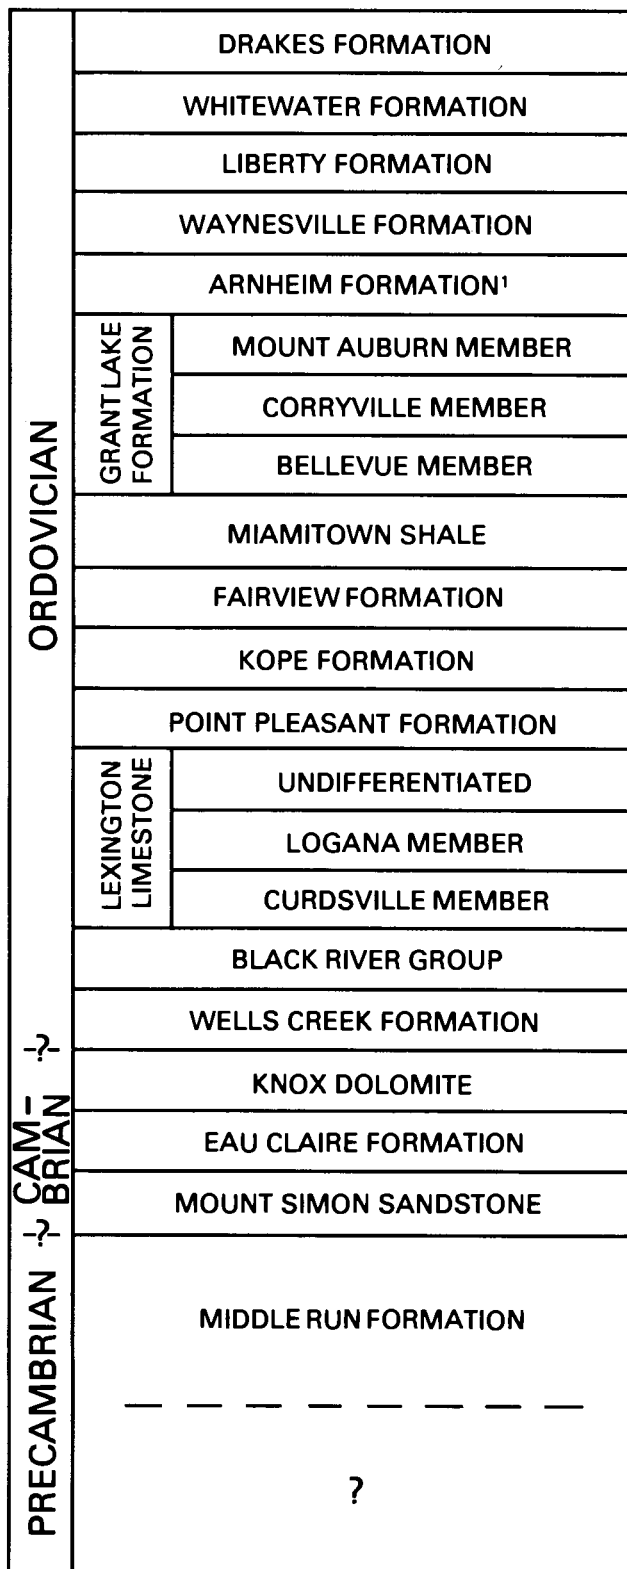 DRAKES FORMATION
WHITEWATER FORMATION
LIBERTY FORMATION
WAYNESVILLE FORMATION
ARNHEIM FORMATION¹
GRANT LAKE
FORMATION
MOUNT AUBURN MEMBER
CORRYVILLE MEMBER
BELLEVUE MEMBER
MIAMITOWN SHALE
FAIRVIEW FORMATION
KOPE FORMATION
POINT PLEASANT FORMATION
LEXINGTON
LIMESTONE
UNDIFFERENTIATED
LOGANA MEMBER
CURDSVILLE MEMBER
BLACK RIVER GROUP
WELLS CREEK FORMATION
KNOX DOLOMITE
EAU CLAIRE FORMATION
MOUNT SIMON SANDSTONE
MIDDLE RUN FORMATION
?
ORDOVICIAN
-?-
CAM-
BRIAN
-?-
PRECAMBRIAN